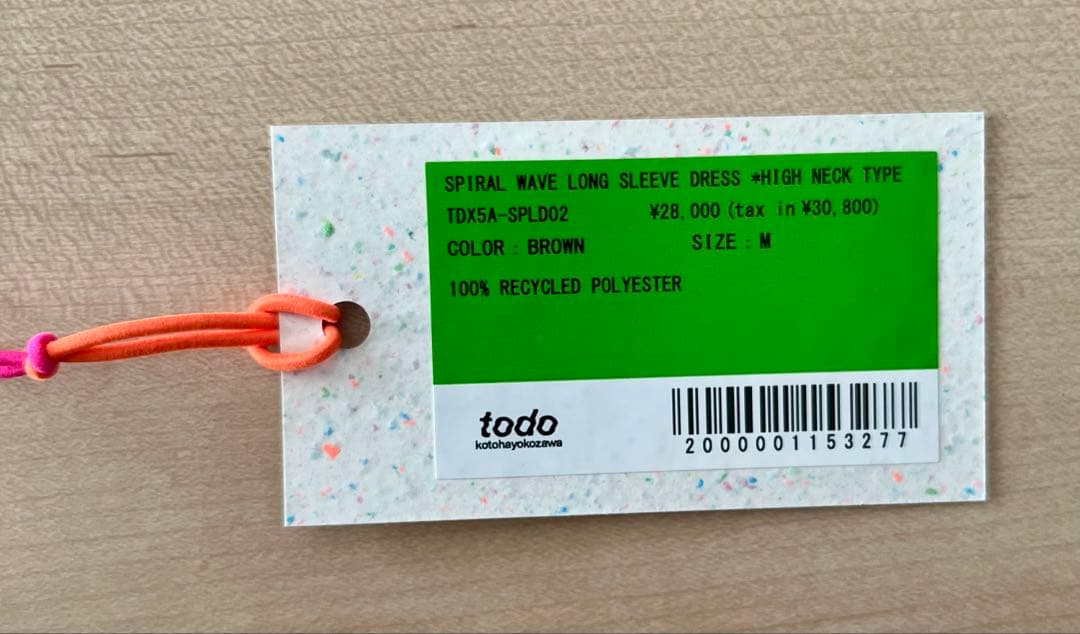 SPIRAL WAVE LONG SLEEVE DRESS *HIGH NECK TYPE
TDX5A-SPLD02 ¥28,000 (tax in ¥30,800)
COLOR : BROWN SIZE : M
100% RECYCLED POLYESTER
todo
kotohayokozawa
2000001153277